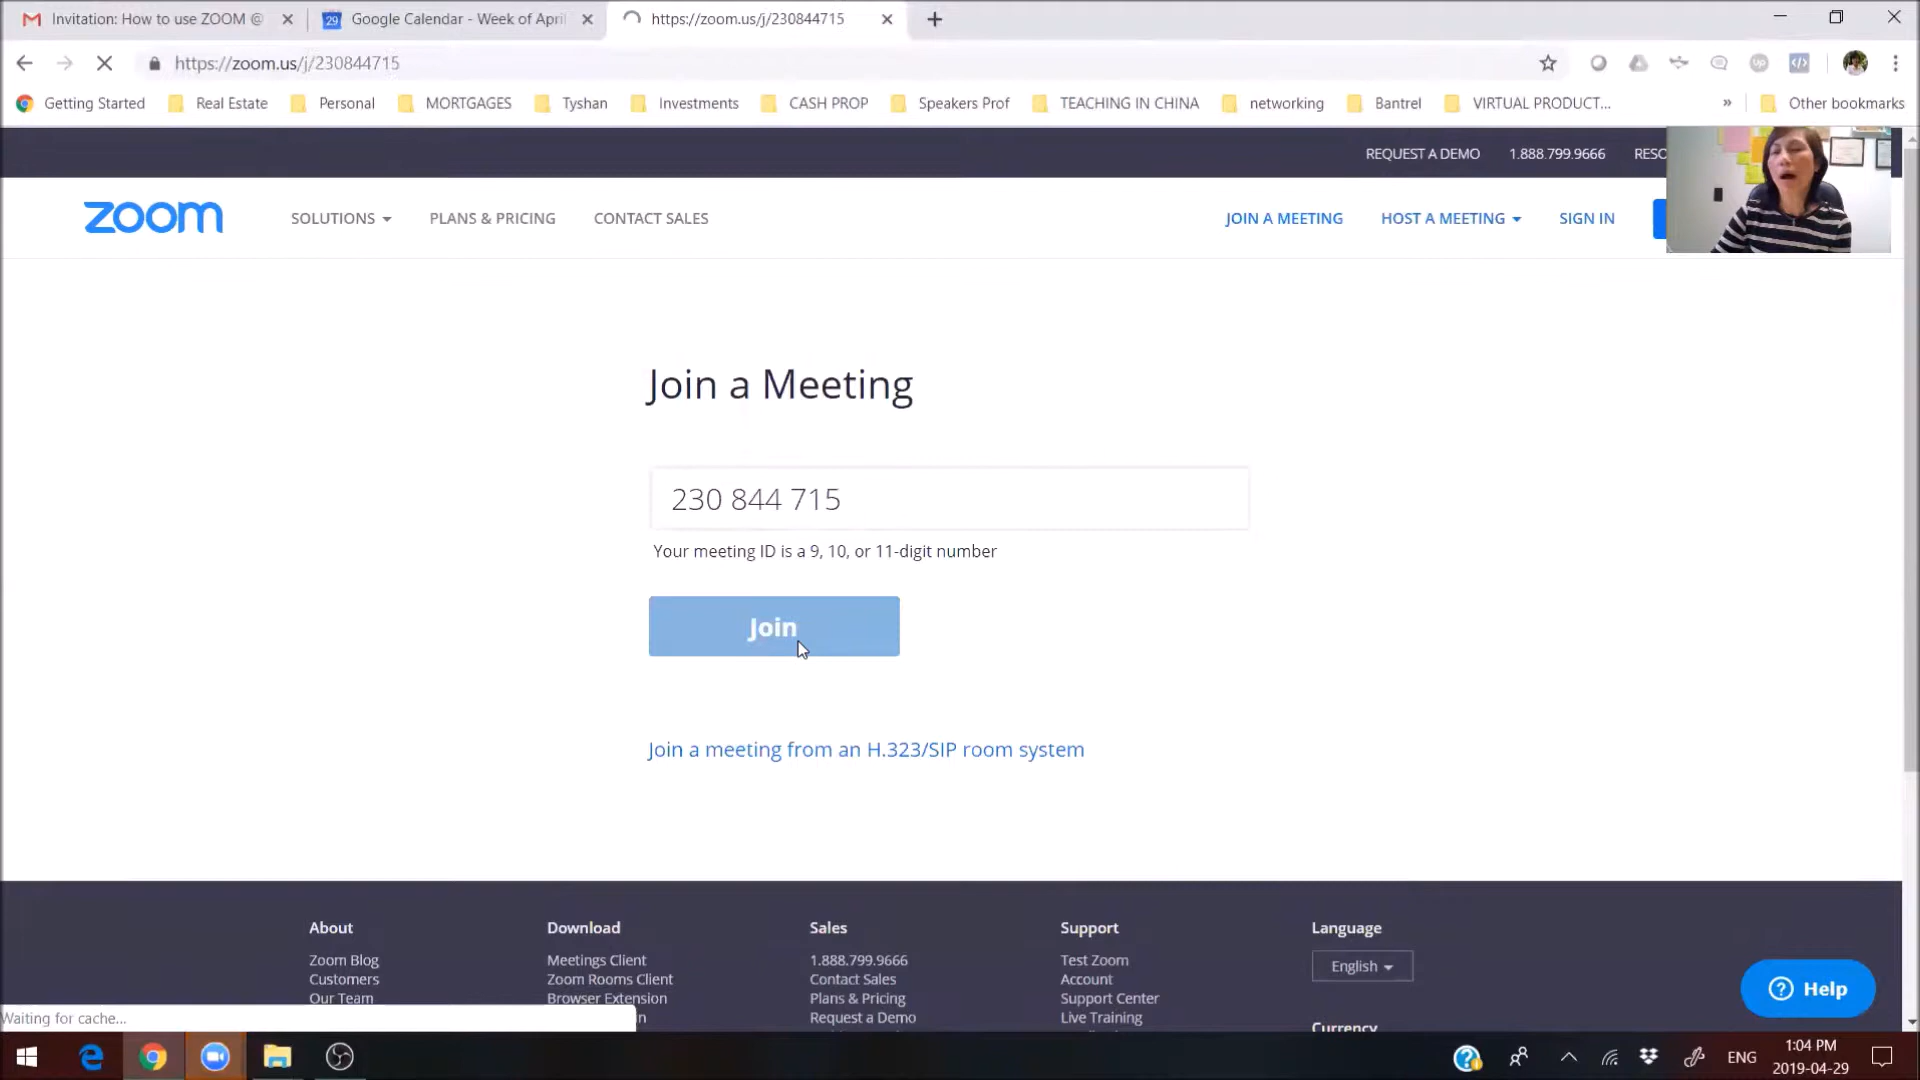 Invitation: How to use ZOOM @
Google Calendar - Week of April
https://zoom.us/j/230844715
https://zoom.us/j/230844715
Getting Started
Real Estate
Personal
MORTGAGES
Tyshan
Investments
CASH PROP
Speakers Prof
TEACHING IN CHINA
networking
Bantrel
VIRTUAL PRODUCT...
»
Other bookmarks
REQUEST A DEMO
1.888.799.9666
RESO
zoom
SOLUTIONS
PLANS & PRICING
CONTACT SALES
JOIN A MEETING
HOST A MEETING
SIGN IN
Join a Meeting
230 844 715
Your meeting ID is a 9, 10, or 11-digit number
Join
Join a meeting from an H.323/SIP room system
About
Zoom Blog
Customers
Our Team
Download
Meetings Client
Zoom Rooms Client
Browser Extension
in
Sales
1.888.799.9666
Contact Sales
Plans & Pricing
Request a Demo
Support
Test Zoom
Account
Support Center
Live Training
Language
English
Currency
Help
Waiting for cache...
ENG
1:04 PM
2019-04-29